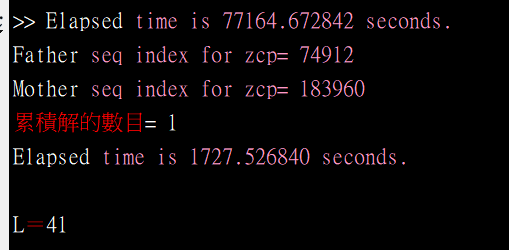 >> Elapsed time is 77164.672842 seconds.
Father seq index for zcp= 74912
Mother seq index for zcp= 183960
累積解的數目= 1
Elapsed time is 1727.526840 seconds.
L=41